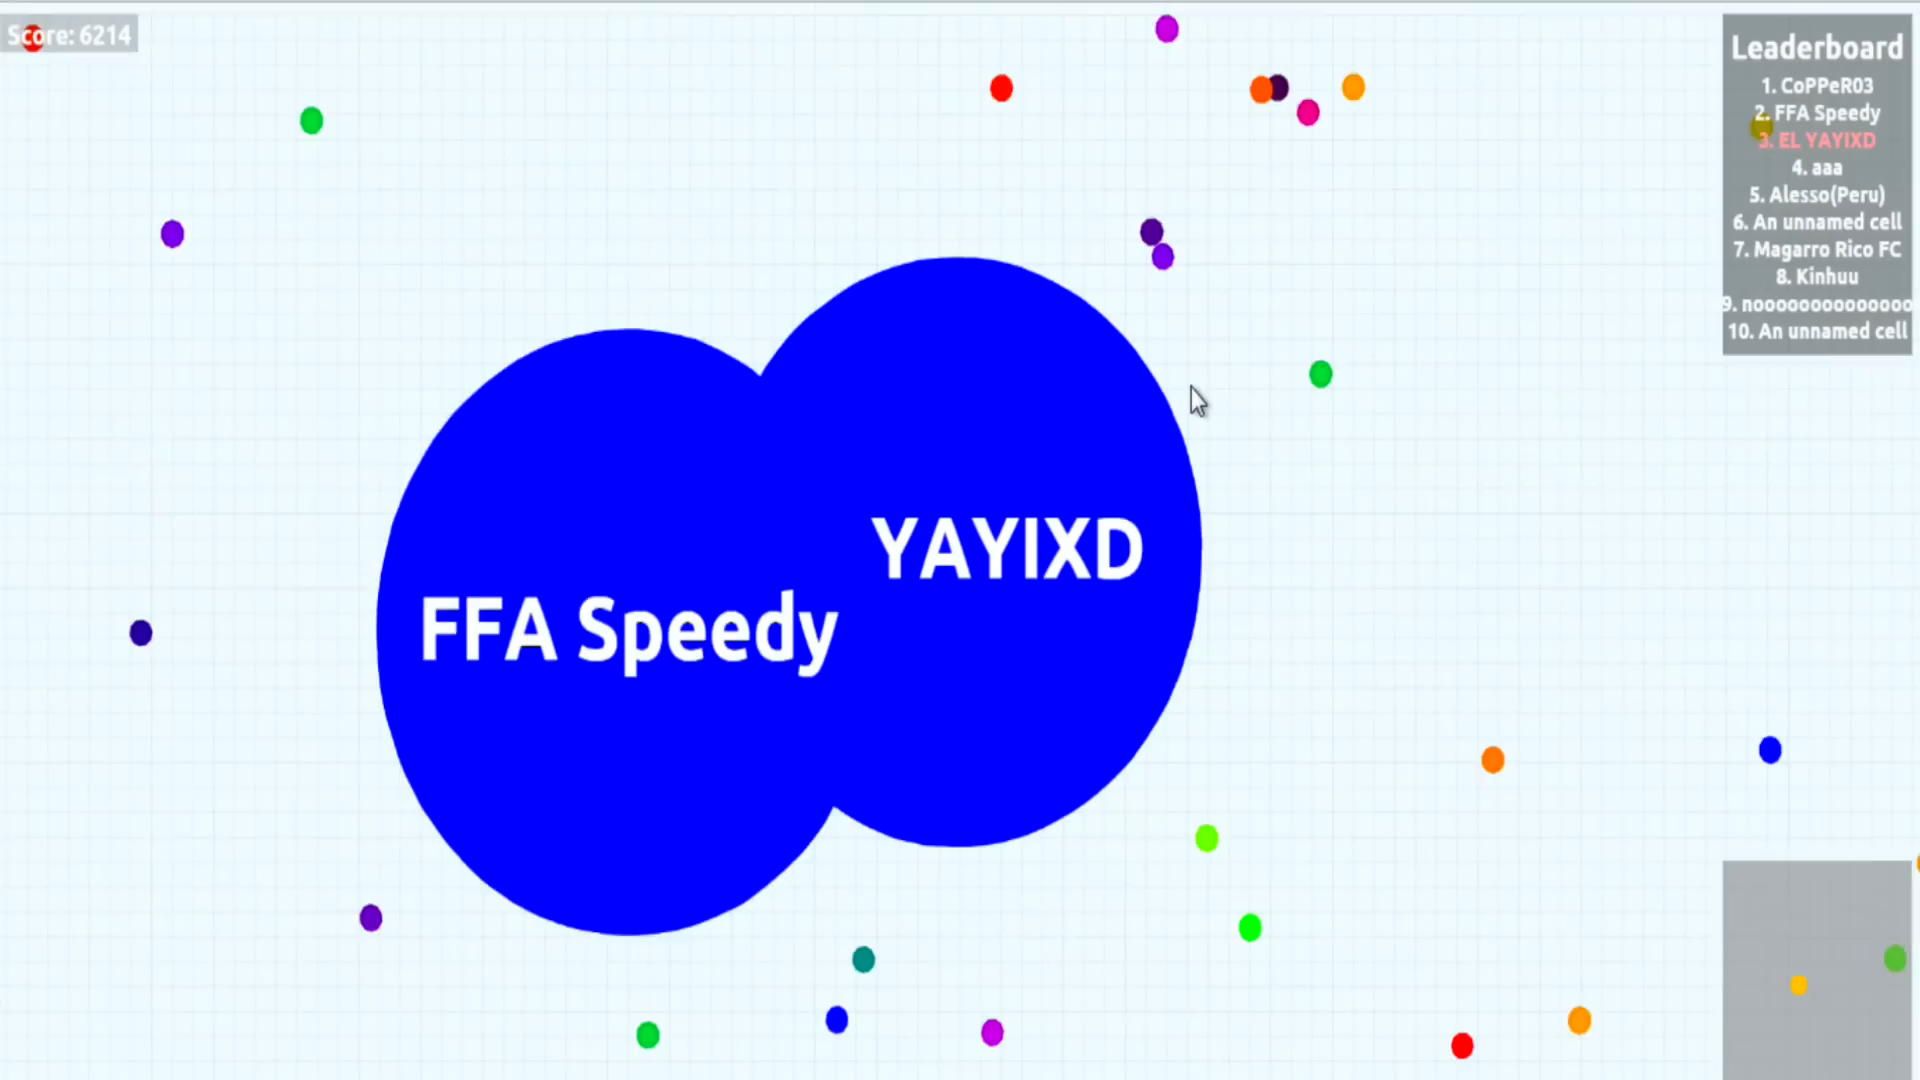 Score: 6214
Leaderboard
1. CoPPeR03
2. FFA Speedy
3. EL YAYIXD
4. aaa
5. Alesso(Peru)
6. An unnamed cell
7. Magarro Rico FC
8. Kinhuu
9. noooooooooooooo
10. An unnamed cell
YAYIXD
FFA Speedy